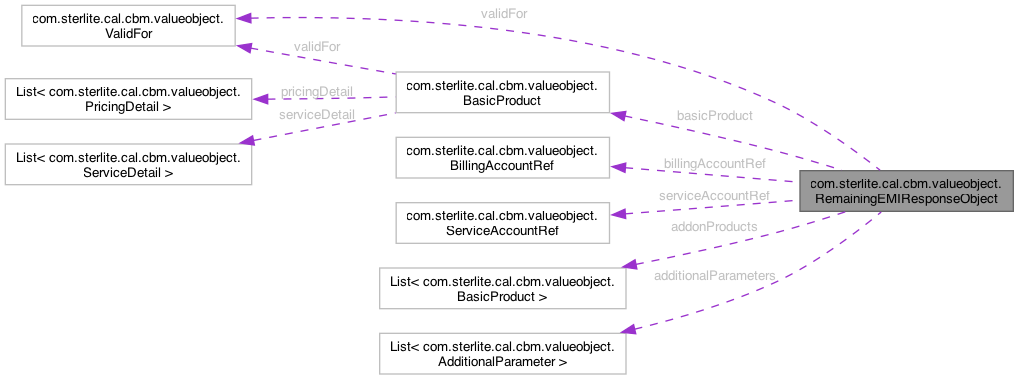 com.sterlite.cal.cbm.valueobject.
ValidFor
validFor
validFor
List< com.sterlite.cal.cbm.valueobject.
PricingDetail >
pricingDetail
serviceDetail
List< com.sterlite.cal.cbm.valueobject.
ServiceDetail >
com.sterlite.cal.cbm.valueobject.
BasicProduct
basicProduct
com.sterlite.cal.cbm.valueobject.
BillingAccountRef
billingAccountRef
com.sterlite.cal.cbm.valueobject.
RemainingEMIResponseObject
com.sterlite.cal.cbm.valueobject.
ServiceAccountRef
serviceAccountRef
addonProducts
List< com.sterlite.cal.cbm.valueobject.
BasicProduct >
additionalParameters
List< com.sterlite.cal.cbm.valueobject.
AdditionalParameter >